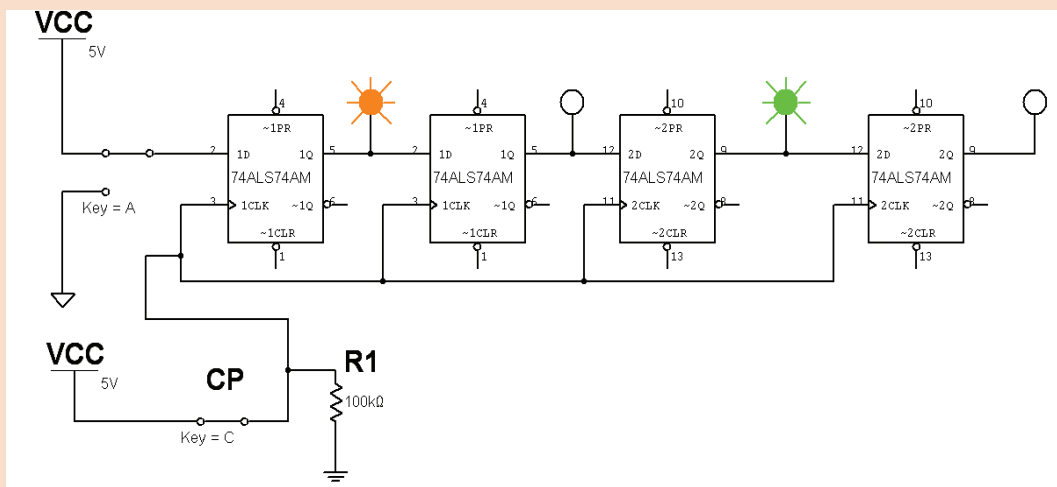 VCC
5V
4
4
10
10
~1PR
~1PR
~2PR
~2PR
2
1D
1Q
5
2
1D
1Q
5
12
2D
2Q
9
12
2D
2Q
9
74ALS74AM
74ALS74AM
74ALS74AM
74ALS74AM
Key = A
3
1CLK
~1Q
6
3
1CLK
~1Q
6
11
2CLK
~2Q
8
11
2CLK
~2Q
8
~1CLR
~1CLR
~2CLR
~2CLR
1
1
13
13
VCC
5V
CP
R1
100kΩ
Key = C